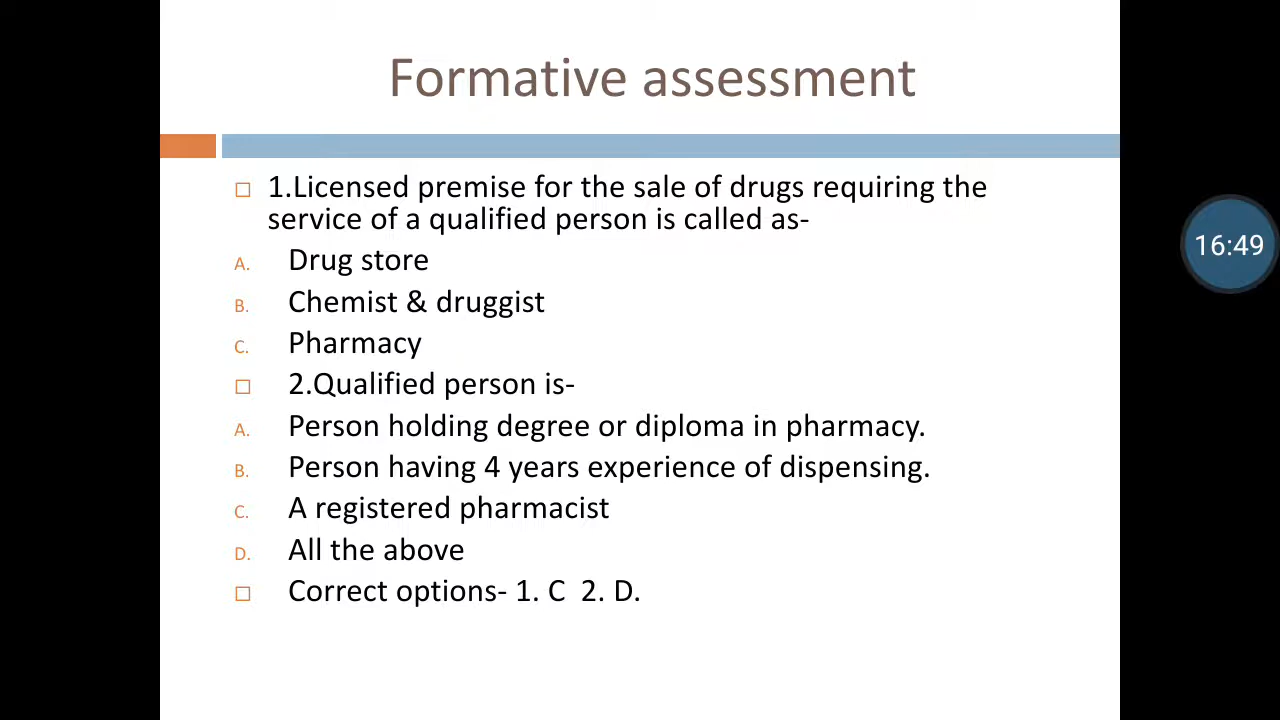 Formative assessment
1.Licensed premise for the sale of drugs requiring the
service of a qualified person is called as-
A. Drug store
B. Chemist & druggist
C. Pharmacy
2.Qualified person is-
A. Person holding degree or diploma in pharmacy.
B. Person having 4 years experience of dispensing.
C. A registered pharmacist
D. All the above
Correct options- 1. C 2. D.
16:49